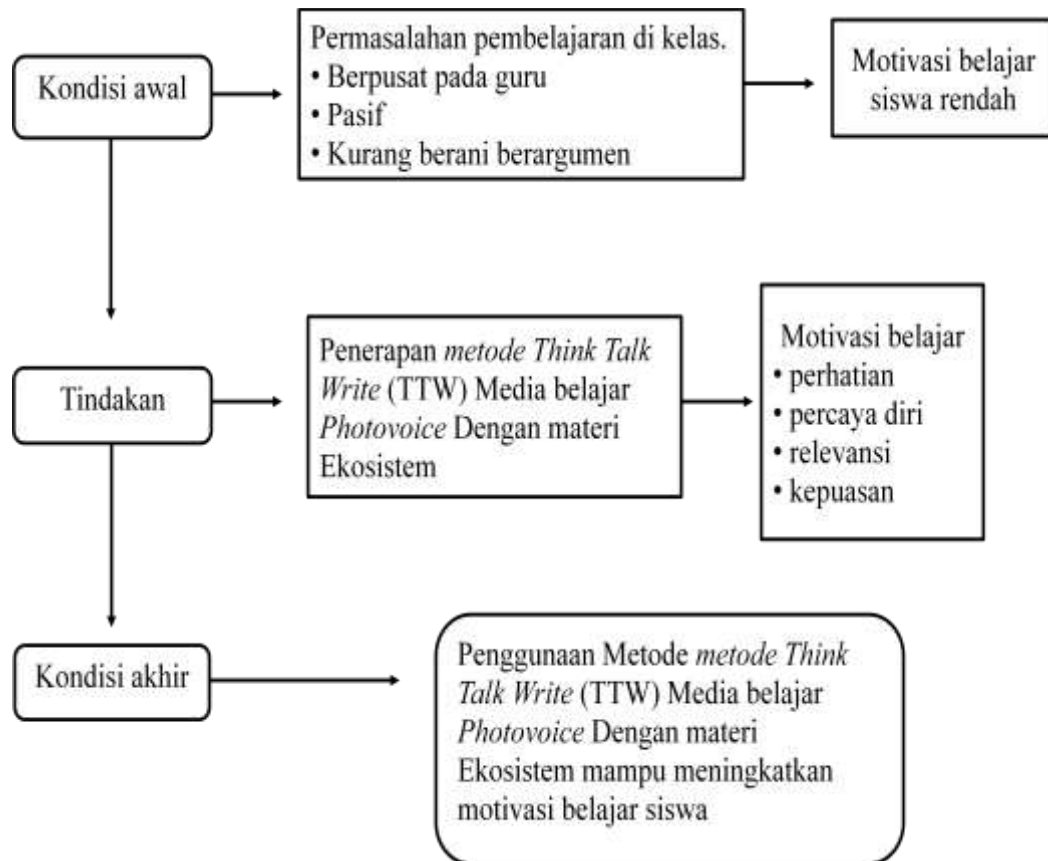 Kondisi awal
Permasalahan pembelajaran di kelas.
• Berpusat pada guru
• Pasif
• Kurang berani berargumen
Motivasi belajar
siswa rendah
Tindakan
Penerapan metode Think Talk
Write (TTW) Media belajar
Photovoice Dengan materi
Ekosistem
Motivasi belajar
• perhatian
• percaya diri
• relevansi
• kepuasan
Kondisi akhir
Penggunaan Metode metode Think
Talk Write (TTW) Media belajar
Photovoice Dengan materi
Ekosistem mampu meningkatkan
motivasi belajar siswa